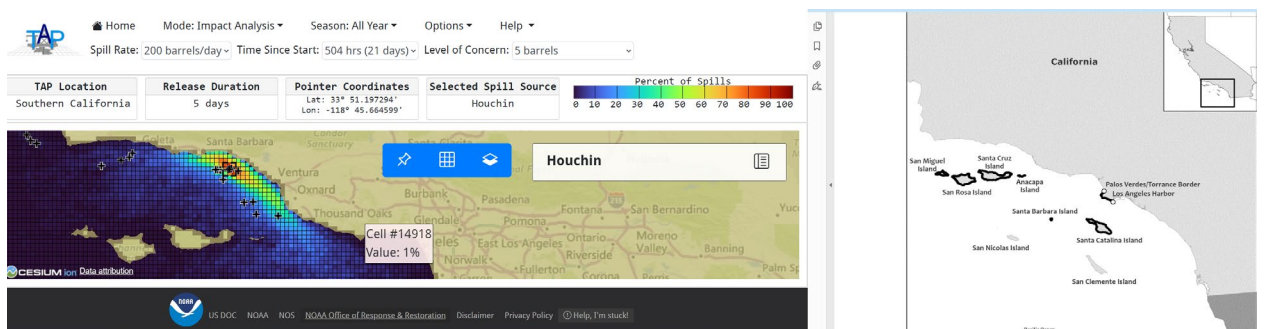 TAP
Home Mode: Impact Analysis Season: All Year Options Help
Spill Rate: 200 barrels/day Time Since Start: 504 hrs (21 days) Level of Concern: 5 barrels
TAP Location
Southern California
Release Duration
5 days
Pointer Coordinates
Lat: 33° 51.197294'
Lon: -118° 45.664599'
Selected Spill Source
Houchin
Percent of Spills
0 10 20 30 40 50 60 70 80 90 100
Goleta
Santa Barbara
Sanctuary
Santa Clarita
Houchin
Ventura
Oxnard
Burbank
Pasadena
Fontana
San Bernardino
Thousand Oaks
Glendale
Pomona
Cell #14918
Value: 1%
East Los Angeles
Ontario
Riverside
Moreno
Valley
Banning
Norwalk
Fullerton
Corona
Perris
Palm Sp
CESIUM ion Data attribution
NOAA
US DOC NOAA NOS NOAA Office of Response & Restoration Disclaimer Privacy Policy Help, I'm stuck!
California
San Miguel
Island
Santa Cruz
Island
Anacapa
Island
San Rosa Island
Palos Verdes/Torrance Border
Los Angeles Harbor
Santa Barbara Island
Santa Catalina Island
San Nicolas Island
San Clemente Island